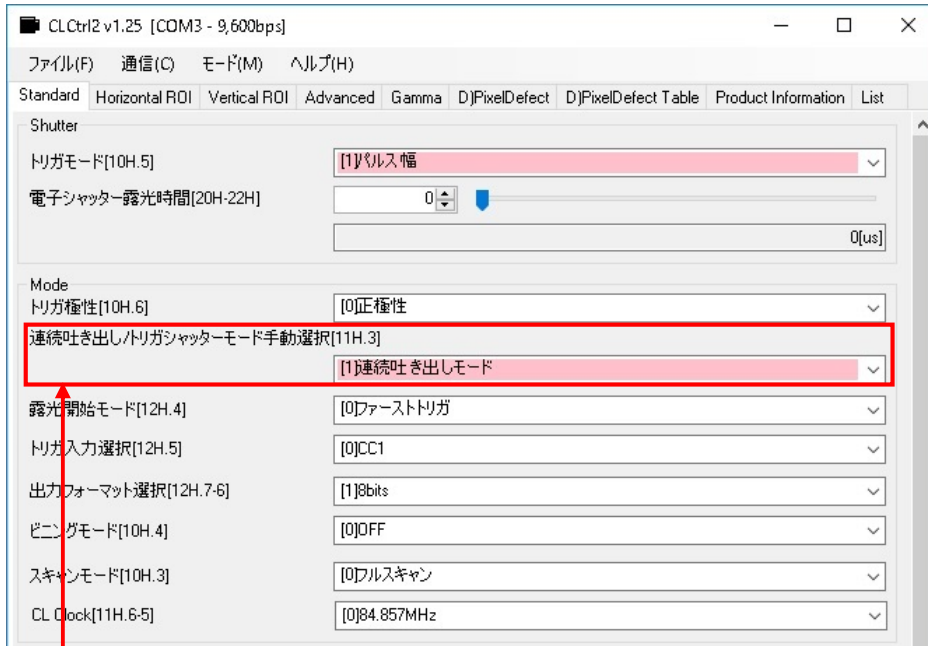 CLCtrl2 v1.25 [COM3 - 9,600bps]
ファイル(F) 通信(C) モード(M) ヘルプ(H)
Standard Horizontal ROI Vertical ROI Advanced Gamma D)PixelDefect D)PixelDefect Table Product Information List
Shutter
トリガモード[10H.5] [1]パルス幅
電子シャッター露光時間[20H-22H] 0
0[us]
Mode
トリガ極性[10H.6] [0]正極性
連続吐き出し/トリガシャッターモード手動選択[11H.3]
[1]連続吐き出しモード
露光開始モード[12H.4] [0]ファーストトリガ
トリガ入力選択[12H.5] [0]CC1
出力フォーマット選択[12H.7-6] [1]8bits
ビニングモード[10H.4] [0]OFF
スキャンモード[10H.3] [0]フルスキャン
CL Clock[11H.6-5] [0]84.857MHz